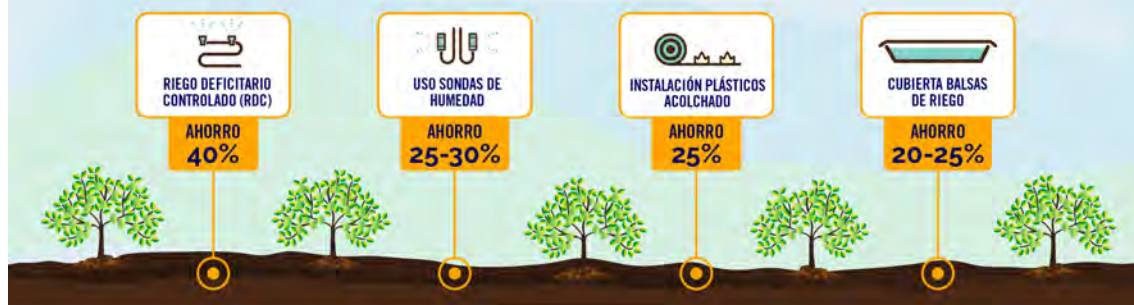 RIEGO DEFICITARIO
CONTROLADO (RDC)
AHORRO
40%
USO SONDAS DE
HUMEDAD
AHORRO
25-30%
INSTALACIÓN PLÁSTICOS
ACOLCHADO
AHORRO
25%
CUBIERTA BALSAS
DE RIEGO
AHORRO
20-25%